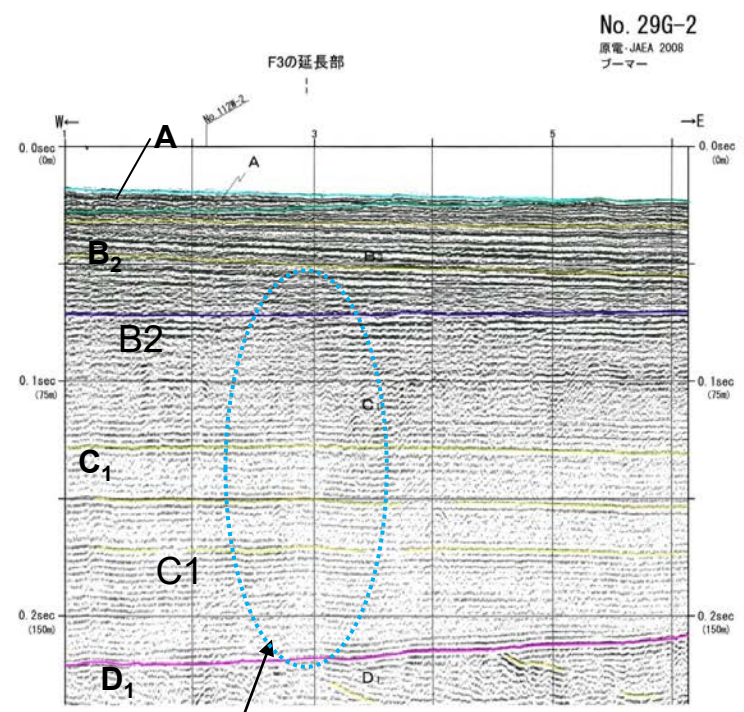 No. 29G-2
原電・JAEA 2008
ブーマー
F3の延長部
No.112W-2
W←
→E
1
3
5
0.0sec
(0m)
0.0sec
(0m)
A
A
B₂
B₂
B2
0.1sec
(75m)
0.1sec
(75m)
C₁
C₁
C1
0.2sec
(150m)
0.2sec
(150m)
D₁
D₁